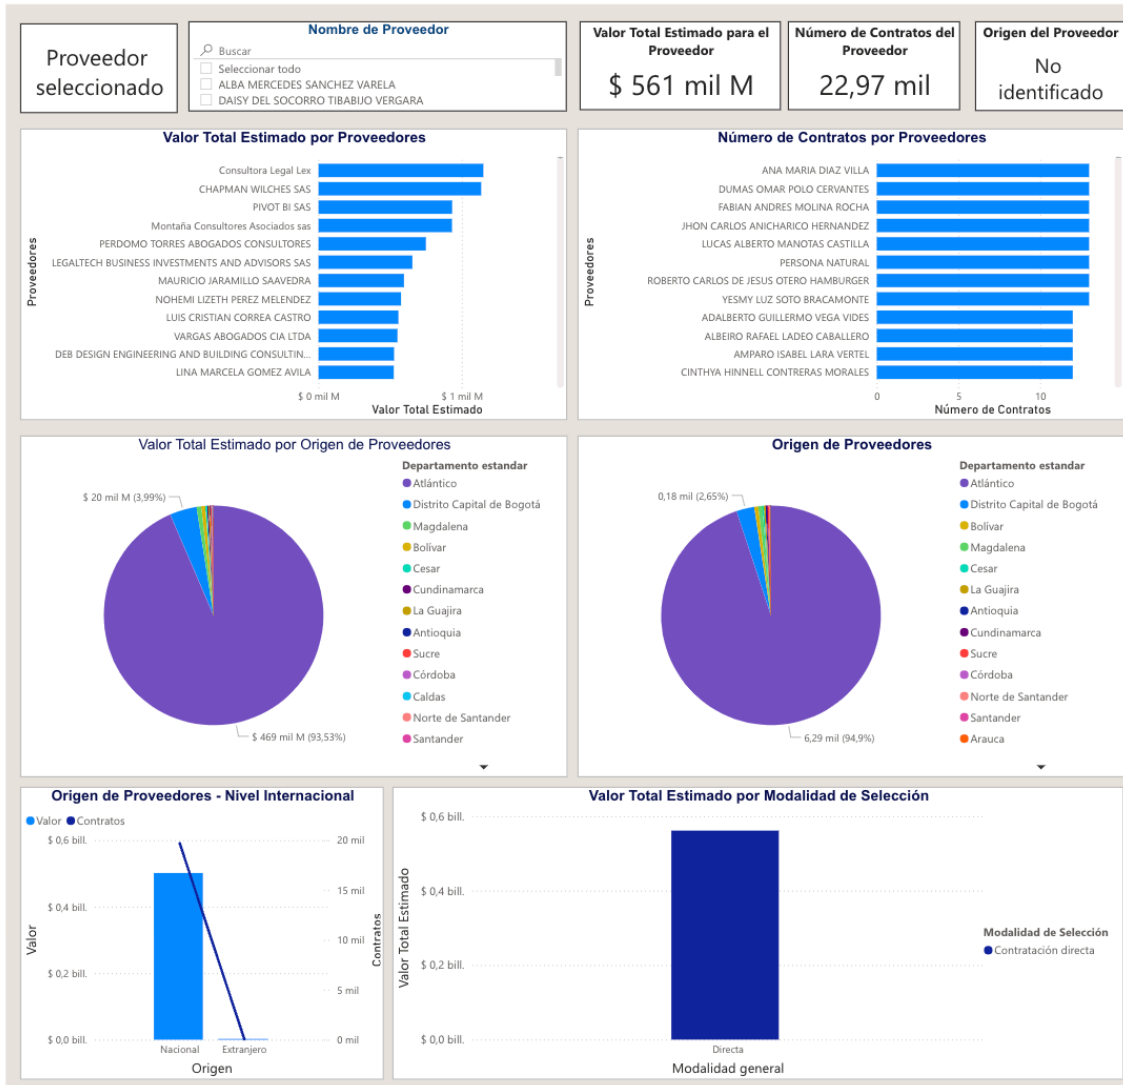 Proveedor
seleccionado
Nombre de Proveedor
Buscar
Seleccionar todo
ALBA MERCEDES SANCHEZ VARELA
DAISY DEL SOCORRO TIBABIJO VERGARA
Valor Total Estimado para el
Proveedor
$ 561 mil M
Número de Contratos del
Proveedor
22,97 mil
Origen del Proveedor
No
identificado
Valor Total Estimado por Proveedores
Proveedores
Consultora Legal Lex
CHAPMAN WILCHES SAS
PIVOT BI SAS
Montaña Consultores Asociados sas
PERDOMO TORRES ABOGADOS CONSULTORES
LEGALTECH BUSINESS INVESTMENTS AND ADVISORS SAS
MAURICIO JARAMILLO SAAVEDRA
NOHEMI LIZETH PEREZ MELENDEZ
LUIS CRISTIAN CORREA CASTRO
VARGAS ABOGADOS CIA LTDA
DEB DESIGN ENGINEERING AND BUILDING CONSULTIN...
LINA MARCELA GOMEZ AVILA
$ 0 mil M
$ 1 mil M
Valor Total Estimado
Número de Contratos por Proveedores
Proveedores
ANA MARIA DIAZ VILLA
DUMAS OMAR POLO CERVANTES
FABIAN ANDRES MOLINA ROCHA
JHON CARLOS ANICHARICO HERNANDEZ
LUCAS ALBERTO MANOTAS CASTILLA
PERSONA NATURAL
ROBERTO CARLOS DE JESUS OTERO HAMBURGER
YESMY LUZ SOTO BRACAMONTE
ADALBERTO GUILLERMO VEGA VIDES
ALBEIRO RAFAEL LADEO CABALLERO
AMPARO ISABEL LARA VERTEL
CINTHYA HINNELL CONTRERAS MORALES
0
5
10
Número de Contratos
Valor Total Estimado por Origen de Proveedores
$ 20 mil M (3,99%)
$ 469 mil M (93,53%)
Departamento estandar
Atlántico
Distrito Capital de Bogotá
Magdalena
Bolívar
Cesar
Cundinamarca
La Guajira
Antioquia
Sucre
Córdoba
Caldas
Norte de Santander
Santander
Origen de Proveedores
0,18 mil (2,65%)
6,29 mil (94,9%)
Departamento estandar
Atlántico
Distrito Capital de Bogotá
Bolívar
Magdalena
Cesar
La Guajira
Antioquia
Cundinamarca
Sucre
Córdoba
Norte de Santander
Santander
Arauca
Origen de Proveedores - Nivel Internacional
Valor
Contratos
Valor
$ 0,6 bill.
$ 0,4 bill.
$ 0,2 bill.
$ 0,0 bill.
20 mil
15 mil
10 mil
5 mil
0 mil
Contratos
Nacional
Extranjero
Origen
Valor Total Estimado por Modalidad de Selección
Valor Total Estimado
$ 0,6 bill.
$ 0,4 bill.
$ 0,2 bill.
$ 0,0 bill.
Directa
Modalidad general
Modalidad de Selección
Contratación directa